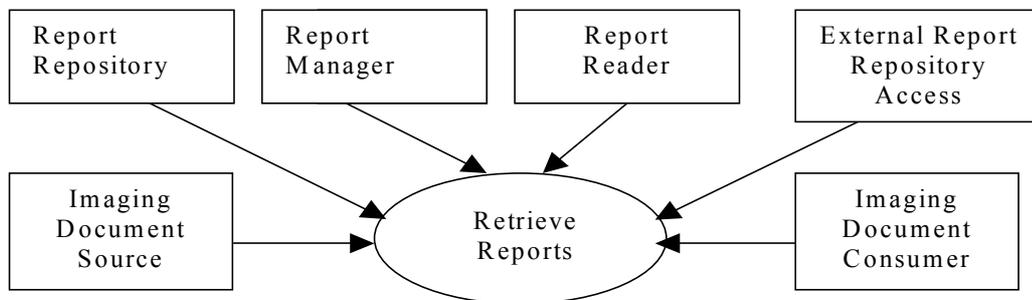 Report
Repository
Report
Manager
Report
Reader
External Report
Repository
Access
Imaging
Document
Source
Retrieve
Reports
Imaging
Document
Consumer